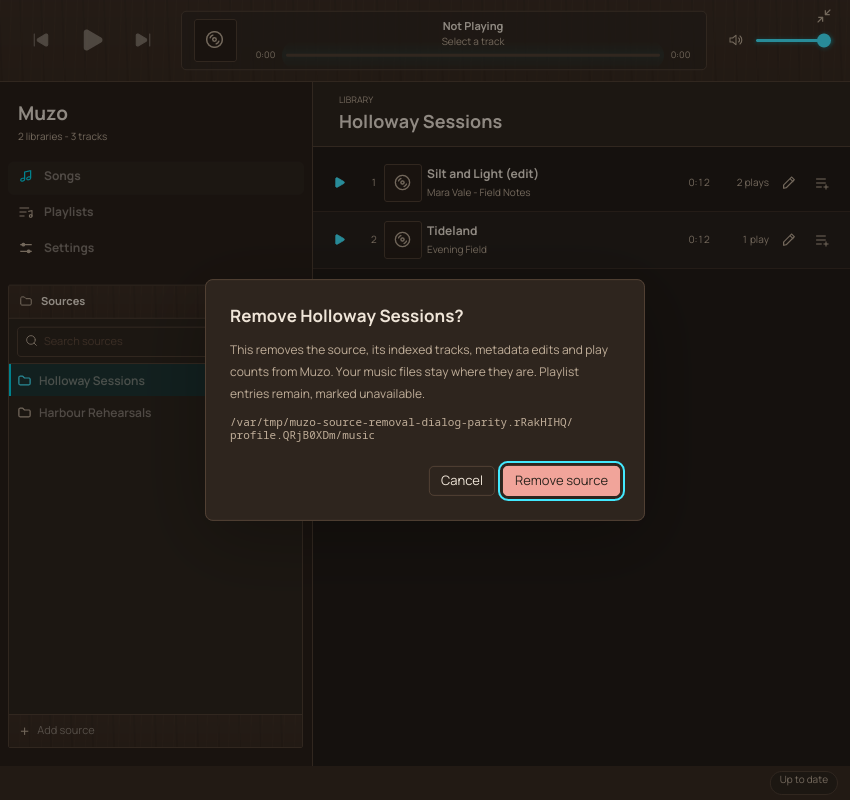 Not Playing
Select a track
0:00
0:00
Muzo
2 libraries - 3 tracks
Songs
Playlists
Settings
Sources
Search sources
Holloway Sessions
Harbour Rehearsals
Add source
LIBRARY
Holloway Sessions
1
Silt and Light (edit)
Mara Vale - Field Notes
0:12
2 plays
2
Tideland
Evening Field
0:12
1 play
Remove Holloway Sessions?
This removes the source, its indexed tracks, metadata edits and play
counts from Muzo. Your music files stay where they are. Playlist
entries remain, marked unavailable.
/var/tmp/muzo-source-removal-dialog-parity.rRakHIHQ/
profile.QRjB0XDm/music
Cancel
Remove source
Up to date